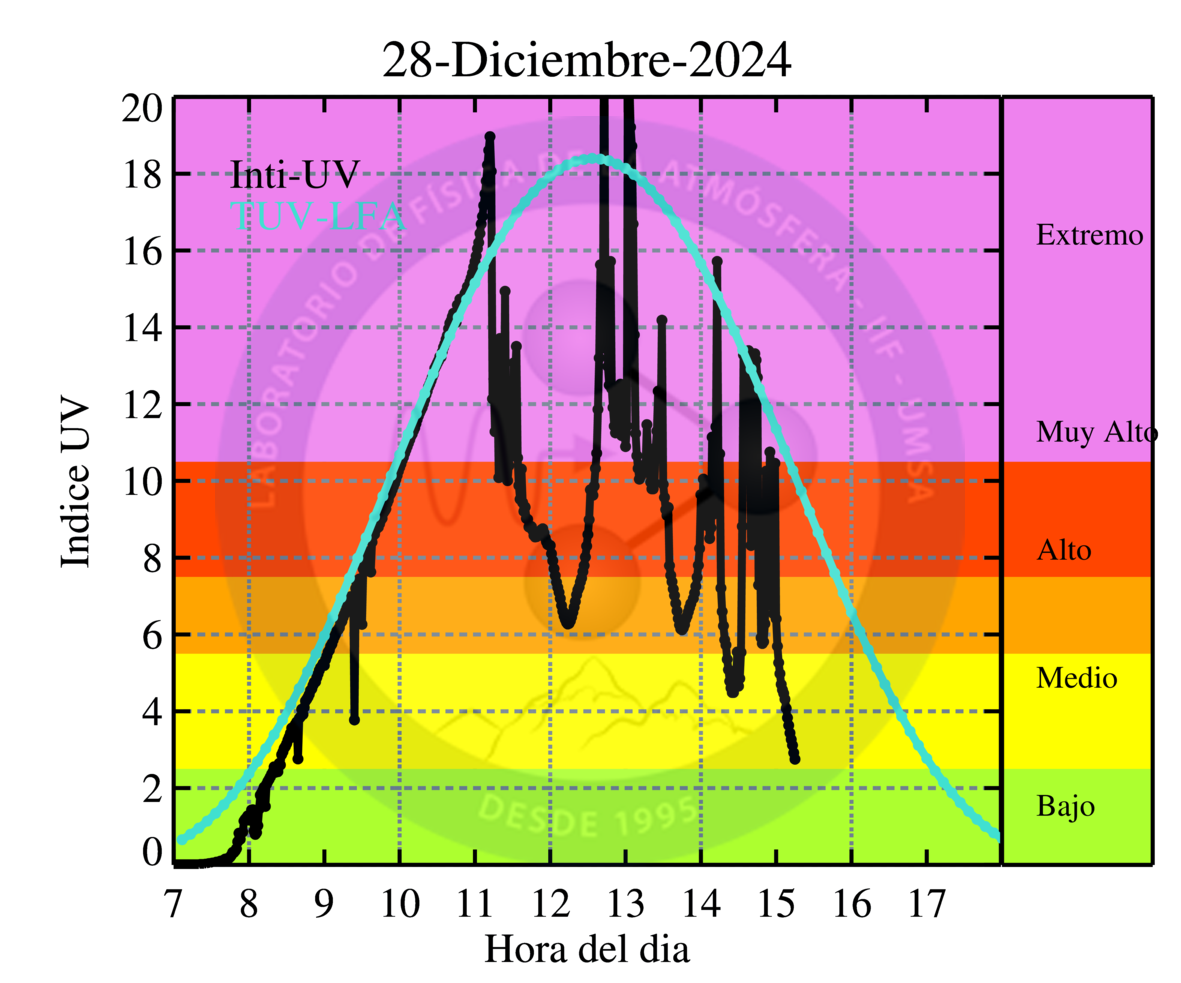 28-Diciembre-2024
Inti-UV
TUV-LFA
Indice UV
20
18
16
14
12
10
8
6
4
2
0
7 8 9 10 11 12 13 14 15 16 17
Hora del dia
Extremo
Muy Alto
Alto
Medio
Bajo
LABORATORIO DE FÍSICA DE LA ATMÓSFERA - IIF - UMSA
DESDE 1995